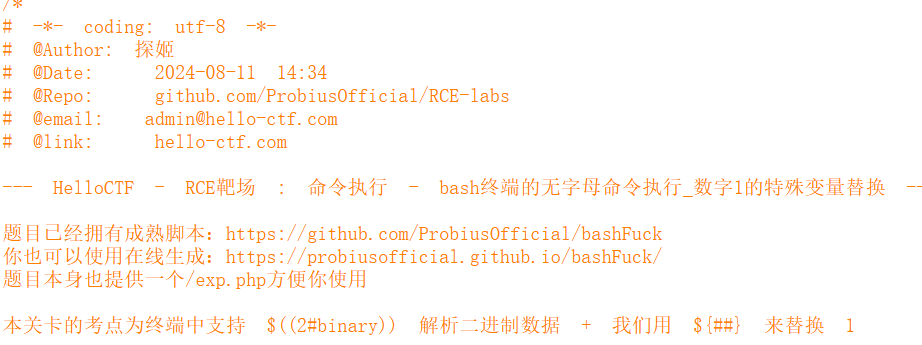 /*
# -*- coding: utf-8 -*-
# @Author: 探姬
# @Date: 2024-08-11 14:34
# @Repo: github.com/ProbiusOfficial/RCE-labs
# @email: admin@hello-ctf.com
# @link: hello-ctf.com
--- HelloCTF - RCE靶场 : 命令执行 - bash终端的无字母命令执行_数字1的特殊变量替换 --
题目已经拥有成熟脚本：https://github.com/ProbiusOfficial/bashFuck
你也可以使用在线生成：https://probiusofficial.github.io/bashFuck/
题目本身也提供一个/exp.php方便你使用
本关卡的考点为终端中支持 $((2#binary)) 解析二进制数据 + 我们用 ${##} 来替换 1